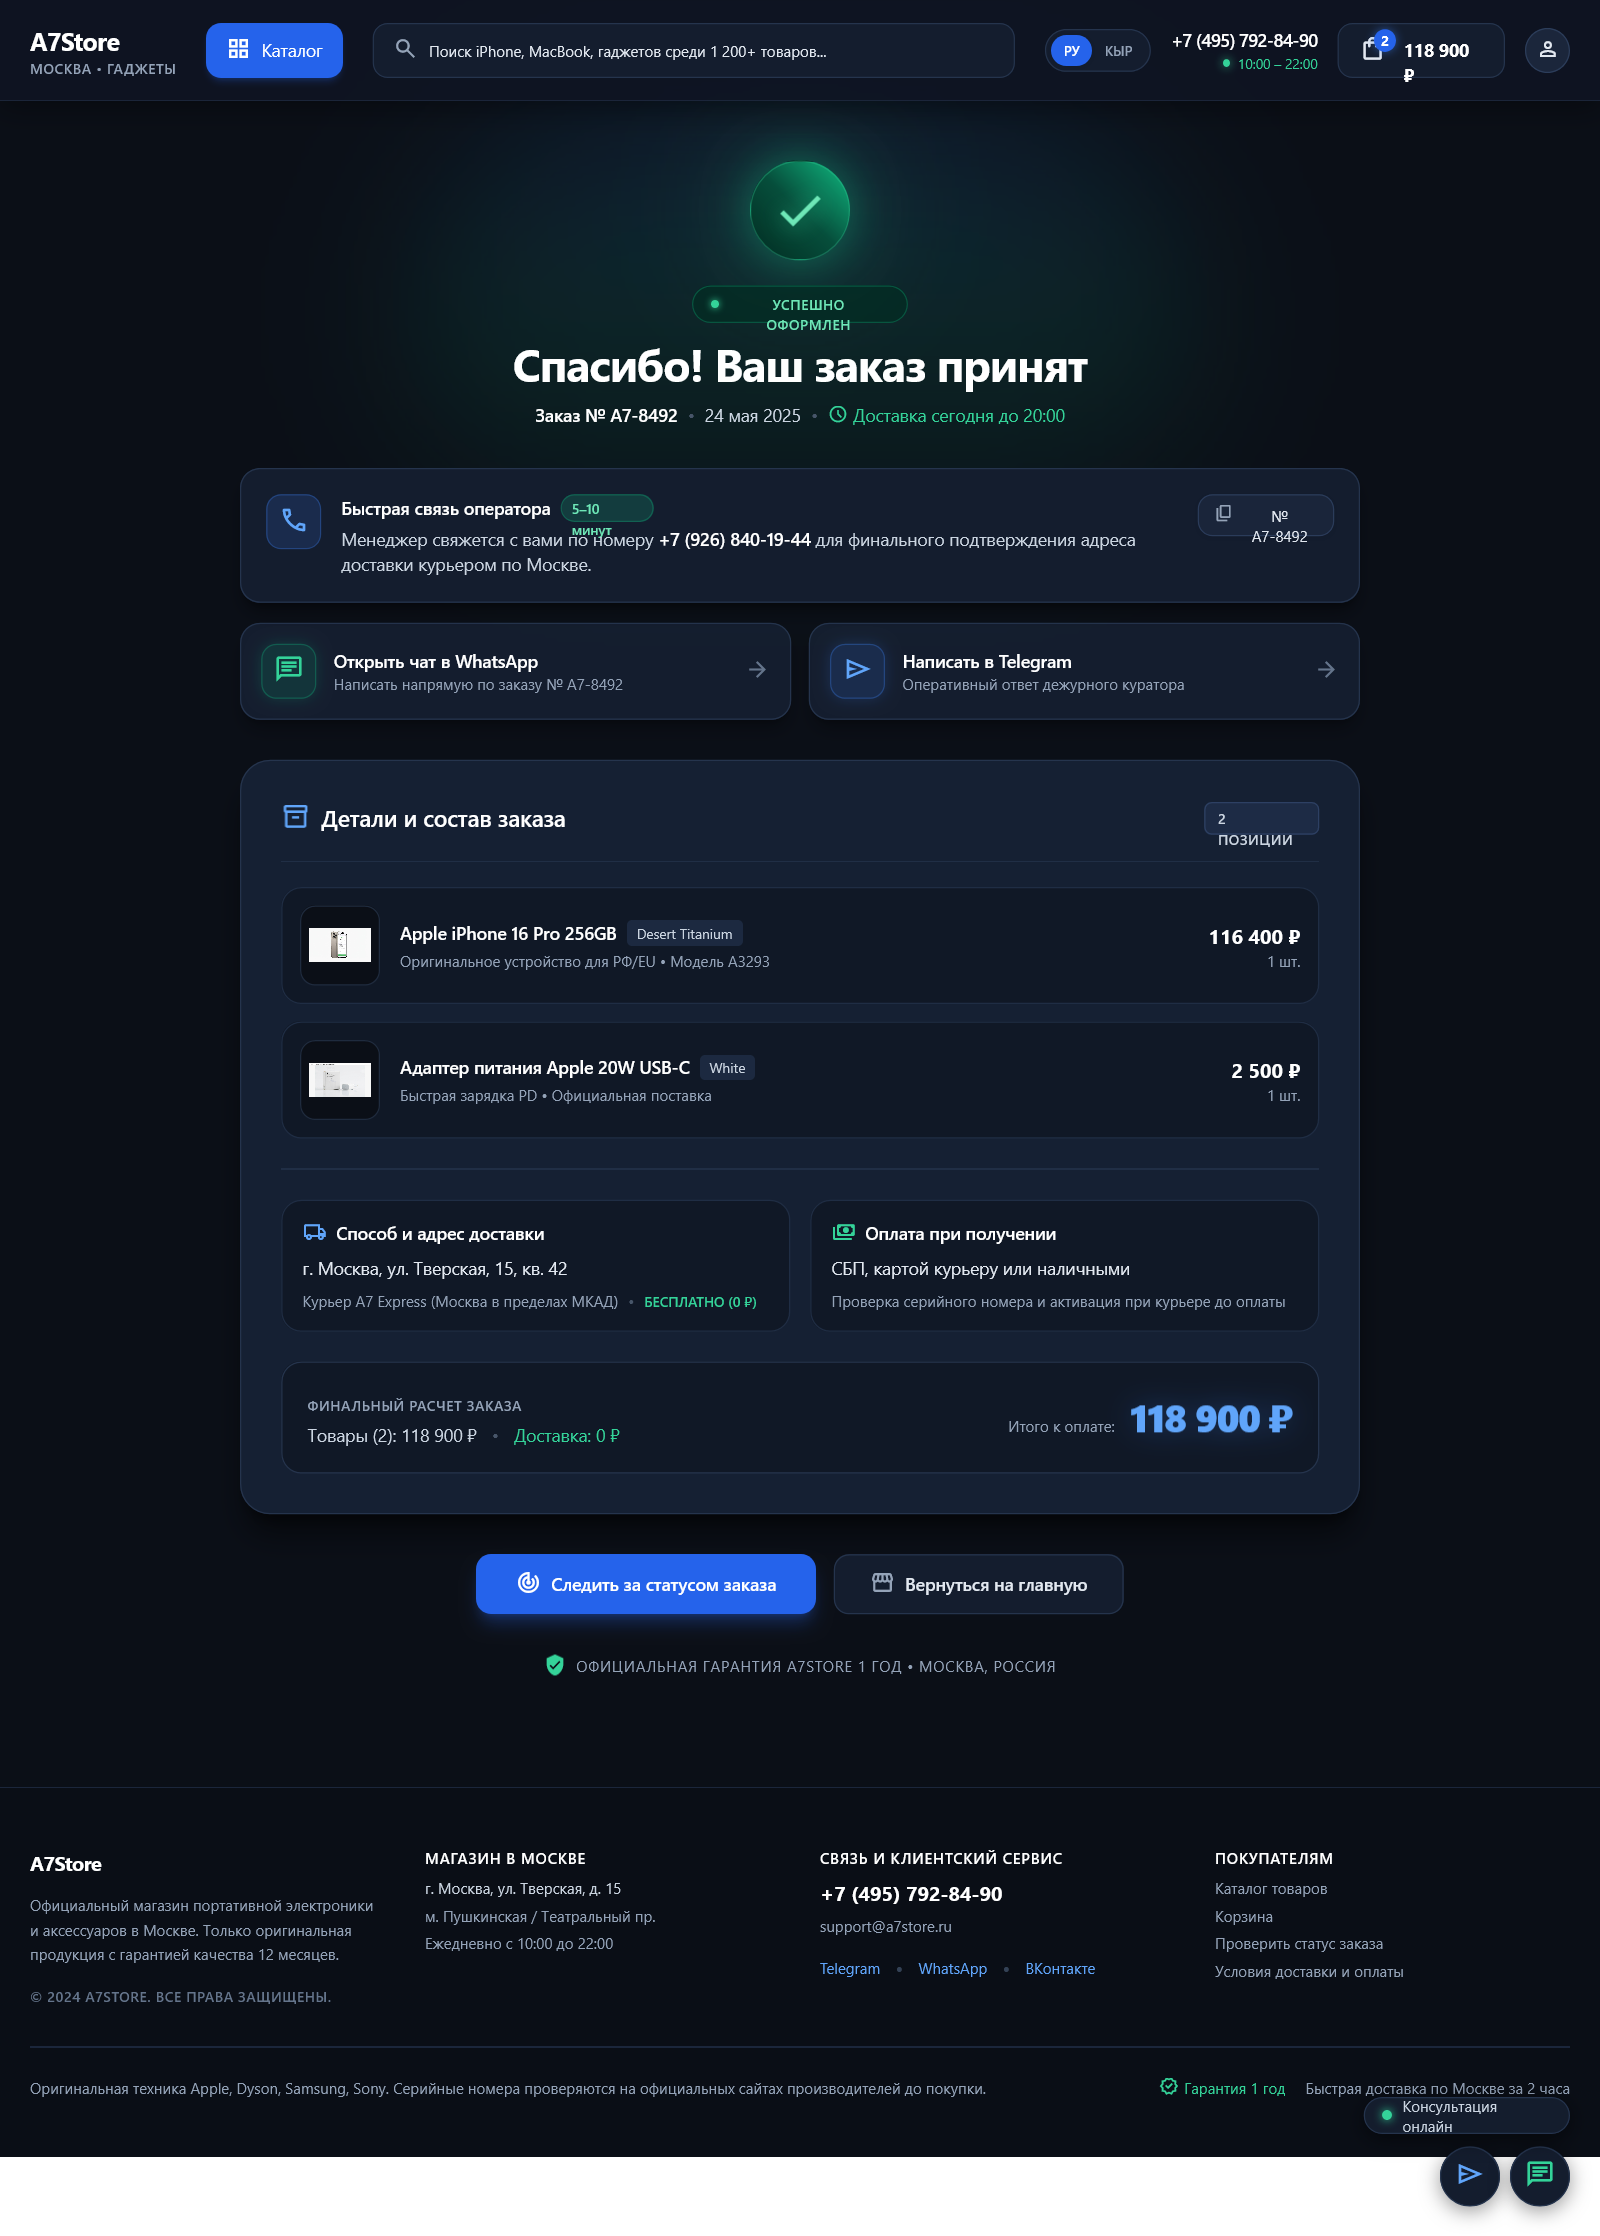 A7Store
МОСКВА • ГАДЖЕТЫ
Каталог
Поиск iPhone, MacBook, гаджетов среди 1 200+ товаров...
РУ
КЫР
+7 (495) 792-84-90
10:00 – 22:00
2
118 900
₽
УСПЕШНО
ОФОРМЛЕН
Спасибо! Ваш заказ принят
Заказ № A7-8492 • 24 мая 2025 • Доставка сегодня до 20:00
Быстрая связь оператора
5–10
минут
Менеджер свяжется с вами по номеру +7 (926) 840-19-44 для финального подтверждения адреса
доставки курьером по Москве.
№
A7-8492
Открыть чат в WhatsApp
Написать напрямую по заказу № A7-8492
Написать в Telegram
Оперативный ответ дежурного куратора
Детали и состав заказа
2
ПОЗИЦИИ
Apple iPhone 16 Pro 256GB
Desert Titanium
Оригинальное устройство для РФ/EU • Модель A3293
116 400 ₽
1 шт.
Адаптер питания Apple 20W USB-C
White
Быстрая зарядка PD • Официальная поставка
2 500 ₽
1 шт.
Способ и адрес доставки
г. Москва, ул. Тверская, 15, кв. 42
Курьер A7 Express (Москва в пределах МКАД) • БЕСПЛАТНО (0 ₽)
Оплата при получении
СБП, картой курьеру или наличными
Проверка серийного номера и активация при курьере до оплаты
ФИНАЛЬНЫЙ РАСЧЕТ ЗАКАЗА
Товары (2): 118 900 ₽ • Доставка: 0 ₽
Итого к оплате: 118 900 ₽
Следить за статусом заказа
Вернуться на главную
ОФИЦИАЛЬНАЯ ГАРАНТИЯ A7STORE 1 ГОД • МОСКВА, РОССИЯ
A7Store
Официальный магазин портативной электроники
и аксессуаров в Москве. Только оригинальная
продукция с гарантией качества 12 месяцев.
© 2024 A7STORE. ВСЕ ПРАВА ЗАЩИЩЕНЫ.
МАГАЗИН В МОСКВЕ
г. Москва, ул. Тверская, д. 15
м. Пушкинская / Театральный пр.
Ежедневно с 10:00 до 22:00
СВЯЗЬ И КЛИЕНТСКИЙ СЕРВИС
+7 (495) 792-84-90
support@a7store.ru
Telegram • WhatsApp • ВКонтакте
ПОКУПАТЕЛЯМ
Каталог товаров
Корзина
Проверить статус заказа
Условия доставки и оплаты
Оригинальная техника Apple, Dyson, Samsung, Sony. Серийные номера проверяются на официальных сайтах производителей до покупки.
Гарантия 1 год
Быстрая доставка по Москве за 2 часа
Консультация
онлайн